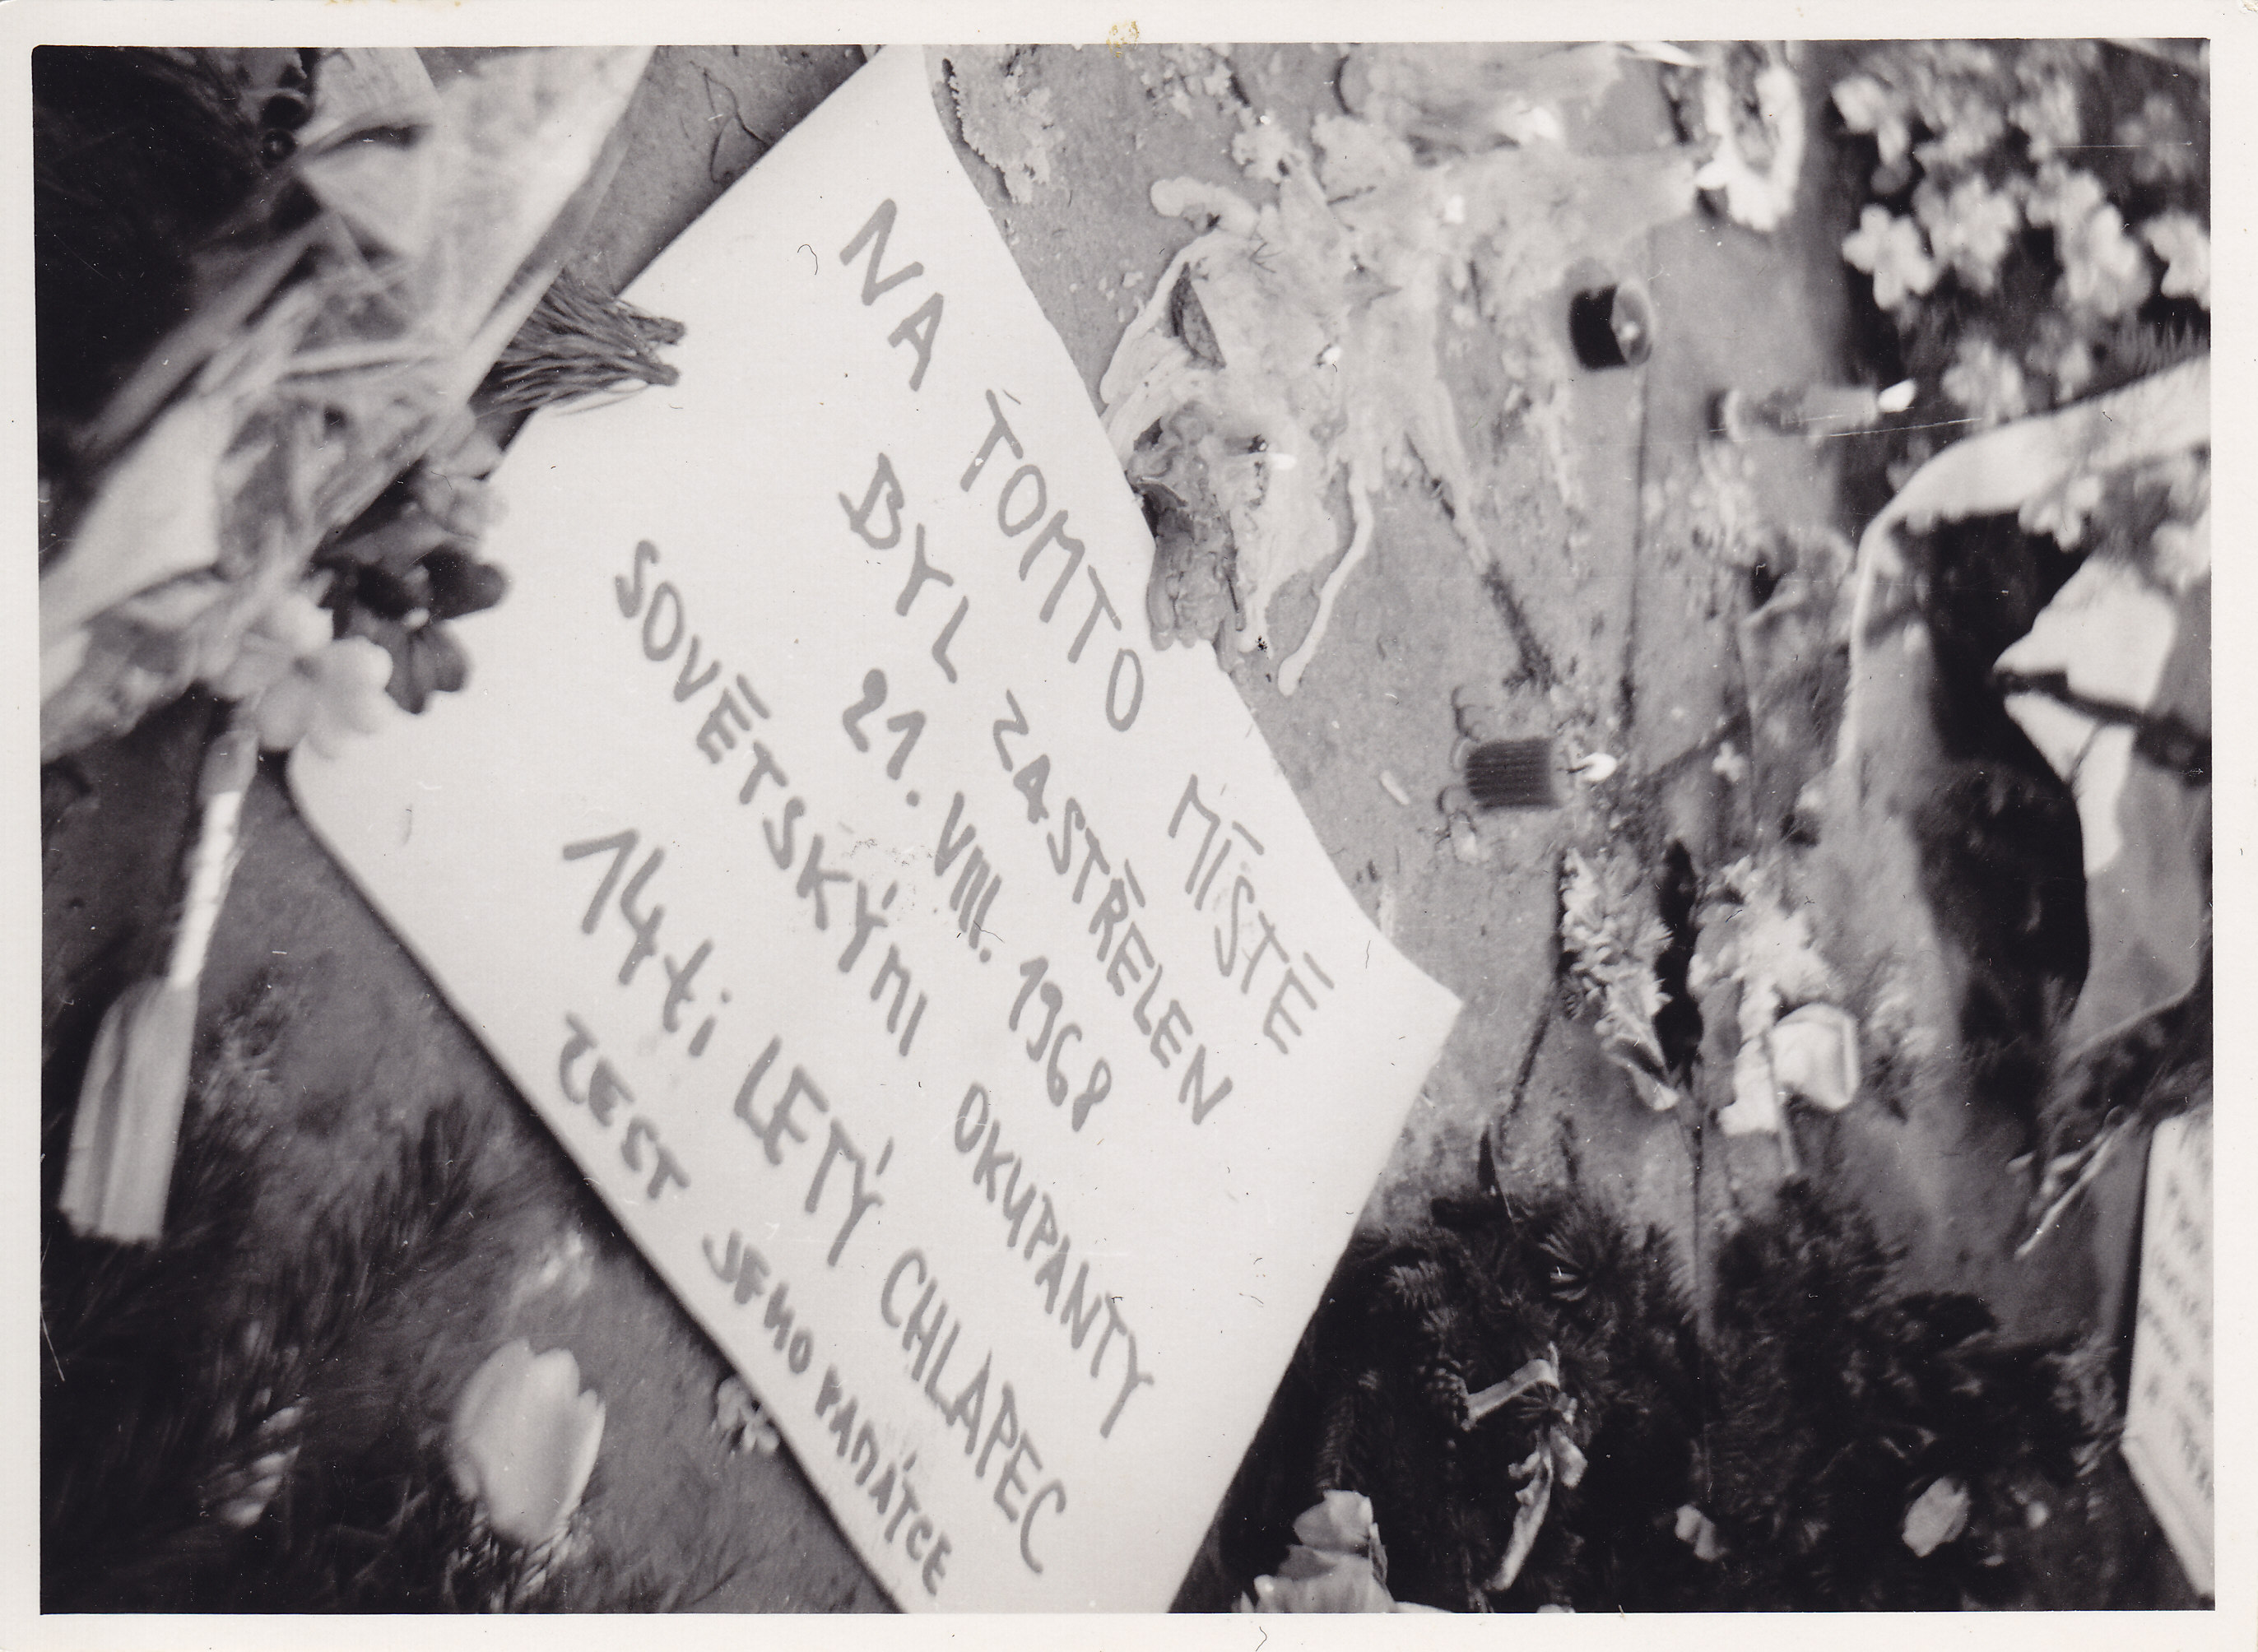 NA TOMTO MÍSTĚ
BYL ZASTŘELEN
21. VIII. 1968
SOVĚTSKÝMI OKUPANTY
14ti LETÝ CHLAPEC
ČEST JEHO PAMÁTCE